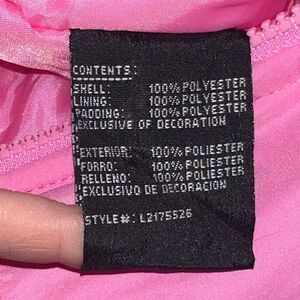 CONTENTS:
SHELL: 100% POLYESTER
LINING: 100% POLYESTER
PADDING: 100% POLYESTER
EXCLUSIVE OF DECORATION
EXTERIOR: 100% POLIESTER
FORRO: 100% POLIESTER
RELLENO: 100% POLIESTER
EXCLUSIVO DE DECORATION
STYLE#: L2175526